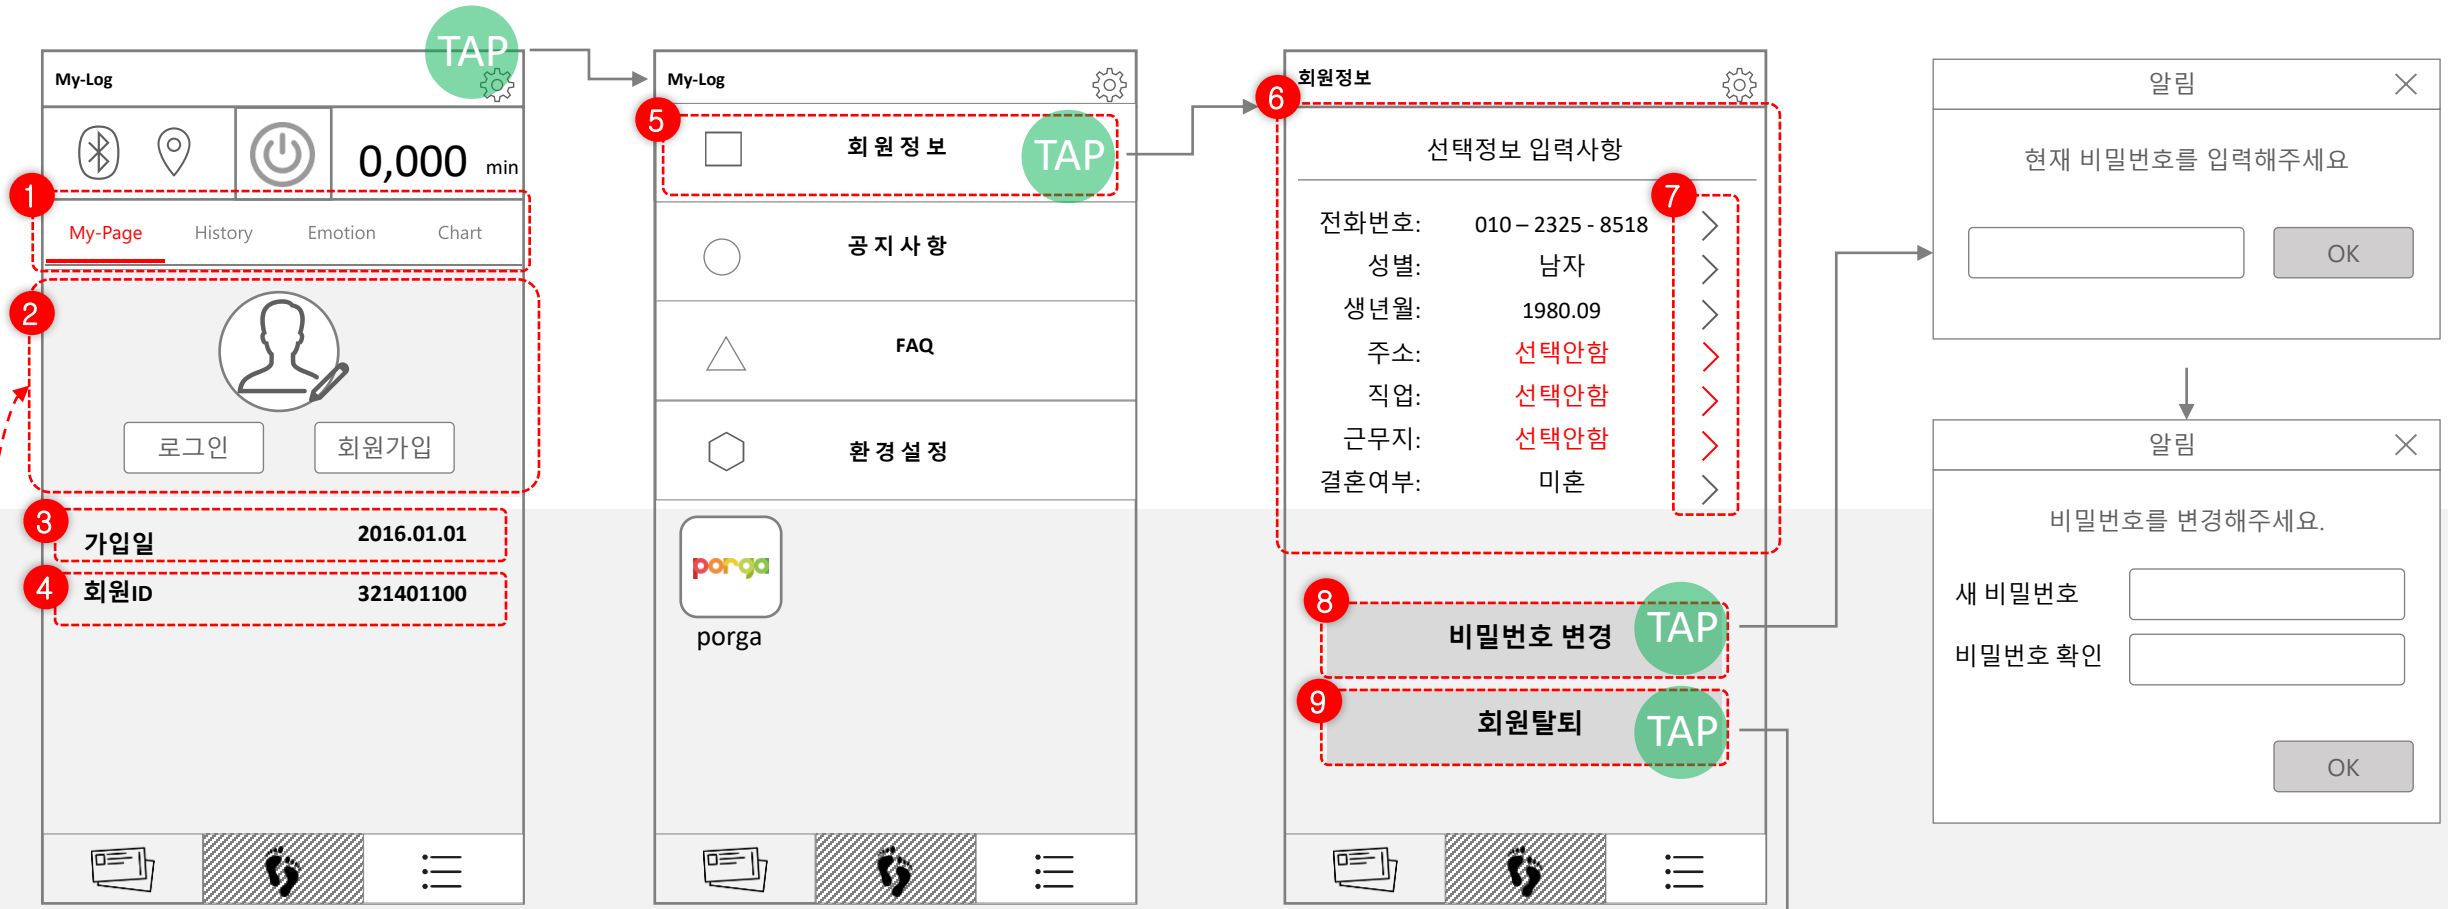 TAP
My-Log
0,000 min
1
My-Page History Emotion Chart
2
로그인 회원가입
3
가입일 2016.01.01
4
회원ID 321401100
My-Log
5
회 원 정 보
TAP
공 지 사 항
FAQ
환 경 설 정
porga
porga
회원정보
6
선택정보 입력사항
7
전화번호: 010 – 2325 - 8518
성별: 남자
생년월: 1980.09
주소: 선택안함
직업: 선택안함
근무지: 선택안함
결혼여부: 미혼
8
비밀번호 변경
TAP
9
회원탈퇴
TAP
알림
현재 비밀번호를 입력해주세요
OK
알림
비밀번호를 변경해주세요.
새 비밀번호
비밀번호 확인
OK